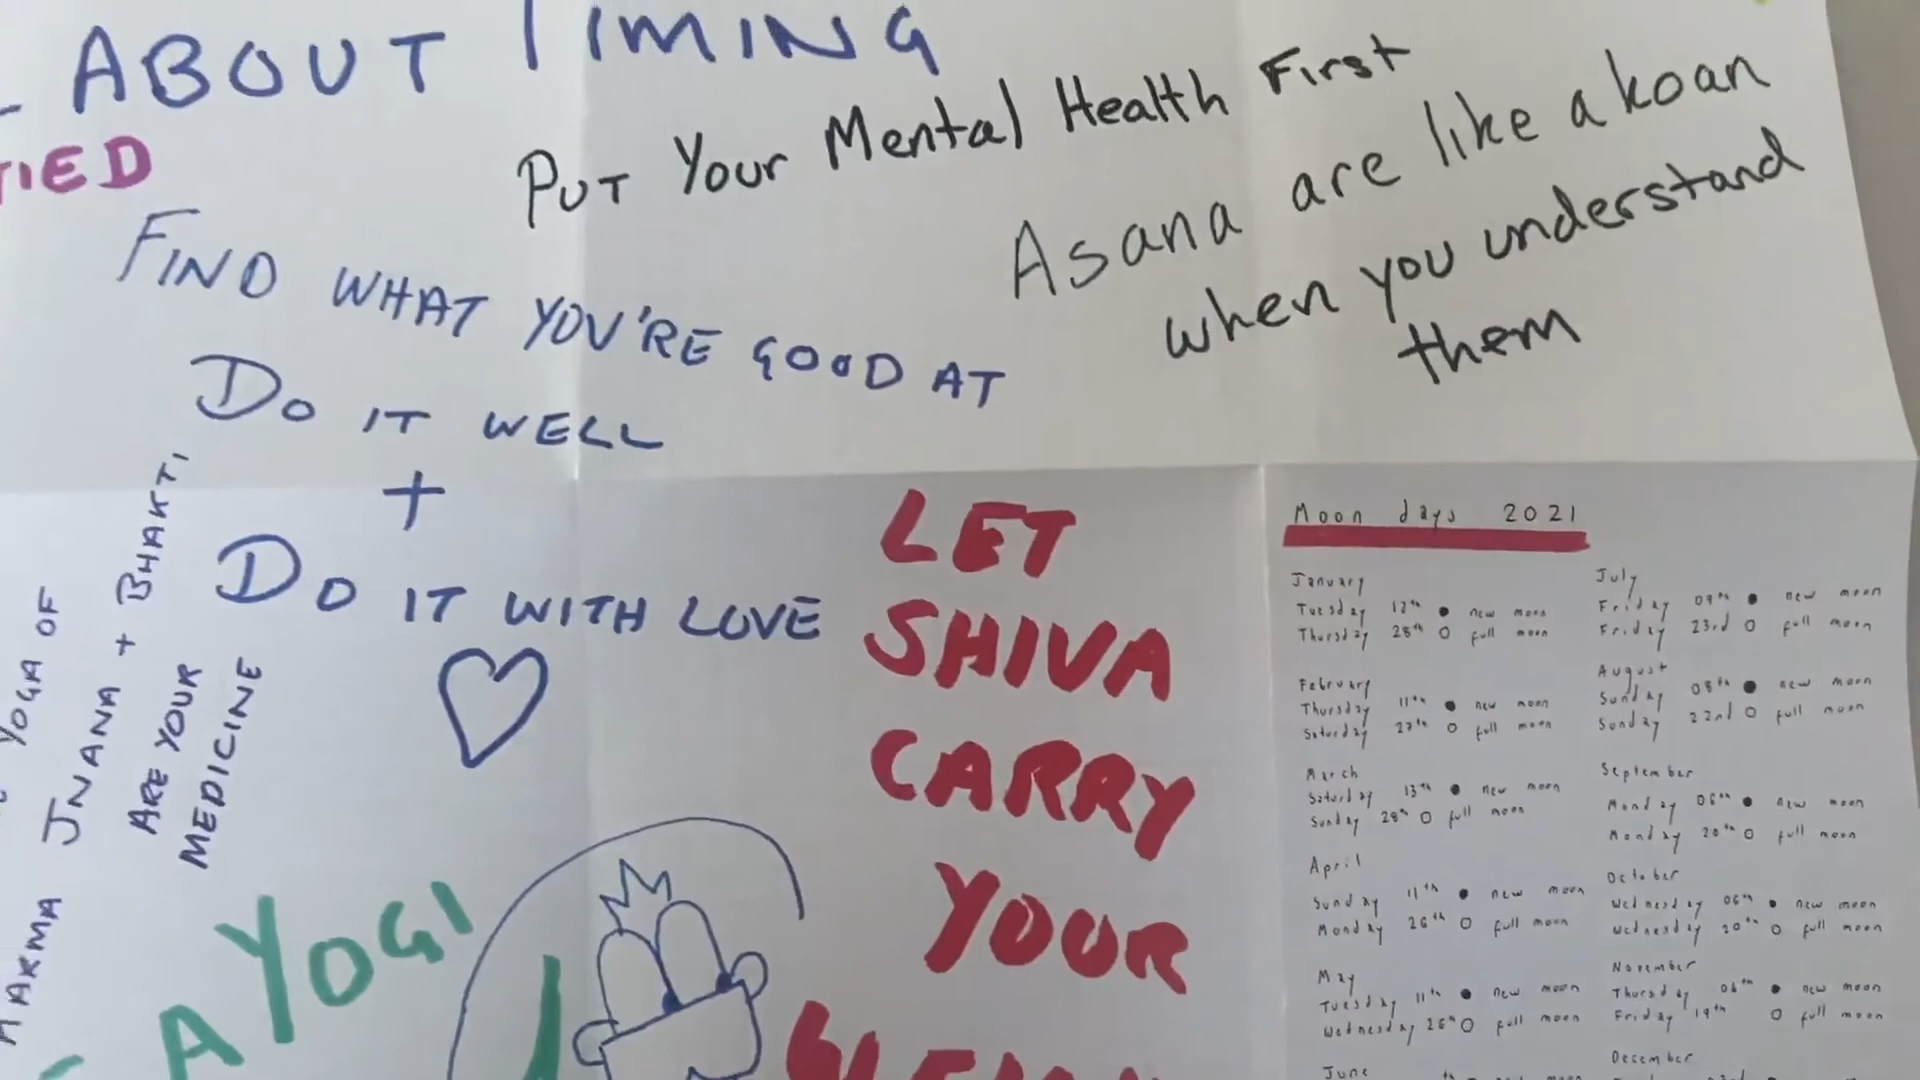 ABOUT TIMING
TIED
Put Your Mental Health First
Asana are like a koan
when you understand
them
FIND WHAT YOU'RE GOOD AT
DO IT WELL
+
DO IT WITH LOVE
YOGA OF
JNANA + BHAKTI
ARE YOUR
MEDICINE
A YOGI
LET
SHIVA
CARRY
YOUR
Moon days 2021
January
Tuesday 12th new moon
Thursday 28th full moon
February
Thursday 11th new moon
Saturday 27th full moon
March
Saturday 13th new moon
Sunday 28th full moon
April
Sunday 11th new moon
Monday 26th full moon
May
Tuesday 11th new moon
Wednesday 26th full moon
June
July
Friday 09th new moon
Friday 23rd full moon
August
Sunday 08th new moon
Sunday 22nd full moon
September
Monday 06th new moon
Monday 20th full moon
October
Wednesday 06th new moon
Wednesday 20th full moon
November
Thursday 04th new moon
Friday 19th full moon
December